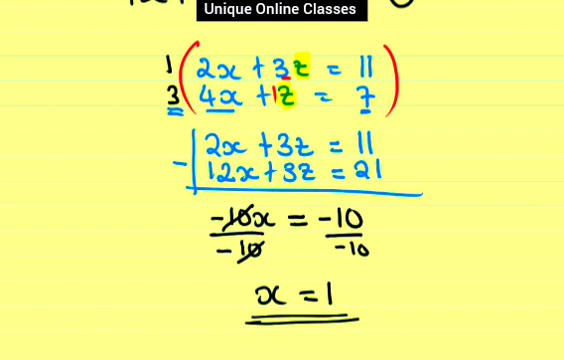 Unique Online Classes
1 ( 2x + 3z = 11 )
3 ( 4x + 1z = 7 )
2x + 3z = 11
- 12x + 3z = 21
-10x = -10
-10 -10
x = 1